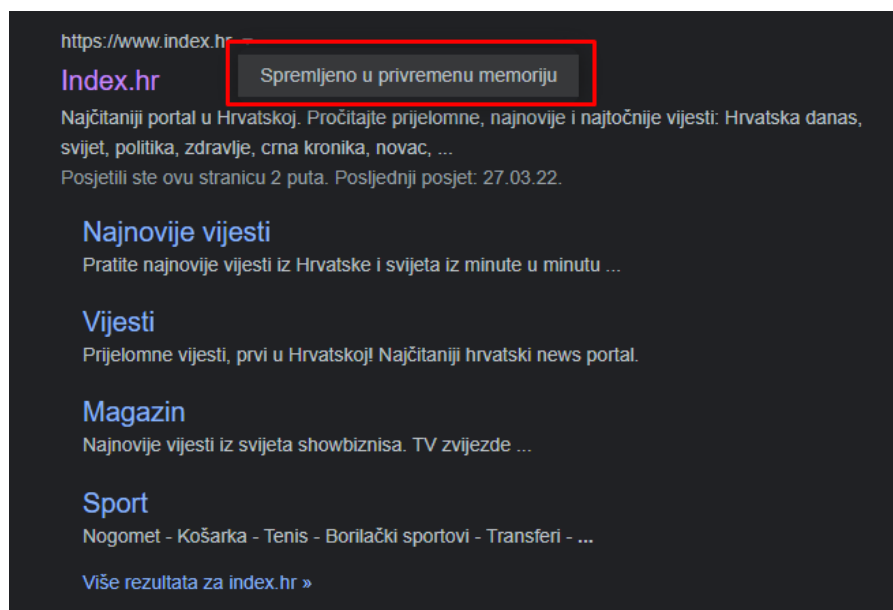 https://www.index.hr
Index.hr
Spremljeno u privremenu memoriju
Najčitaniji portal u Hrvatskoj. Pročitajte prijelomne, najnovije i najtočnije vijesti: Hrvatska danas,
svijet, politika, zdravlje, crna kronika, novac, ...
Posjetili ste ovu stranicu 2 puta. Posljednji posjet: 27.03.22.
Najnovije vijesti
Pratite najnovije vijesti iz Hrvatske i svijeta iz minute u minutu ...
Vijesti
Prijelomne vijesti, prvi u Hrvatskoj! Najčitaniji hrvatski news portal.
Magazin
Najnovije vijesti iz svijeta showbiznisa. TV zvijezde ...
Sport
Nogomet - Košarka - Tenis - Borilački sportovi - Transferi - ...
Više rezultata za index.hr »